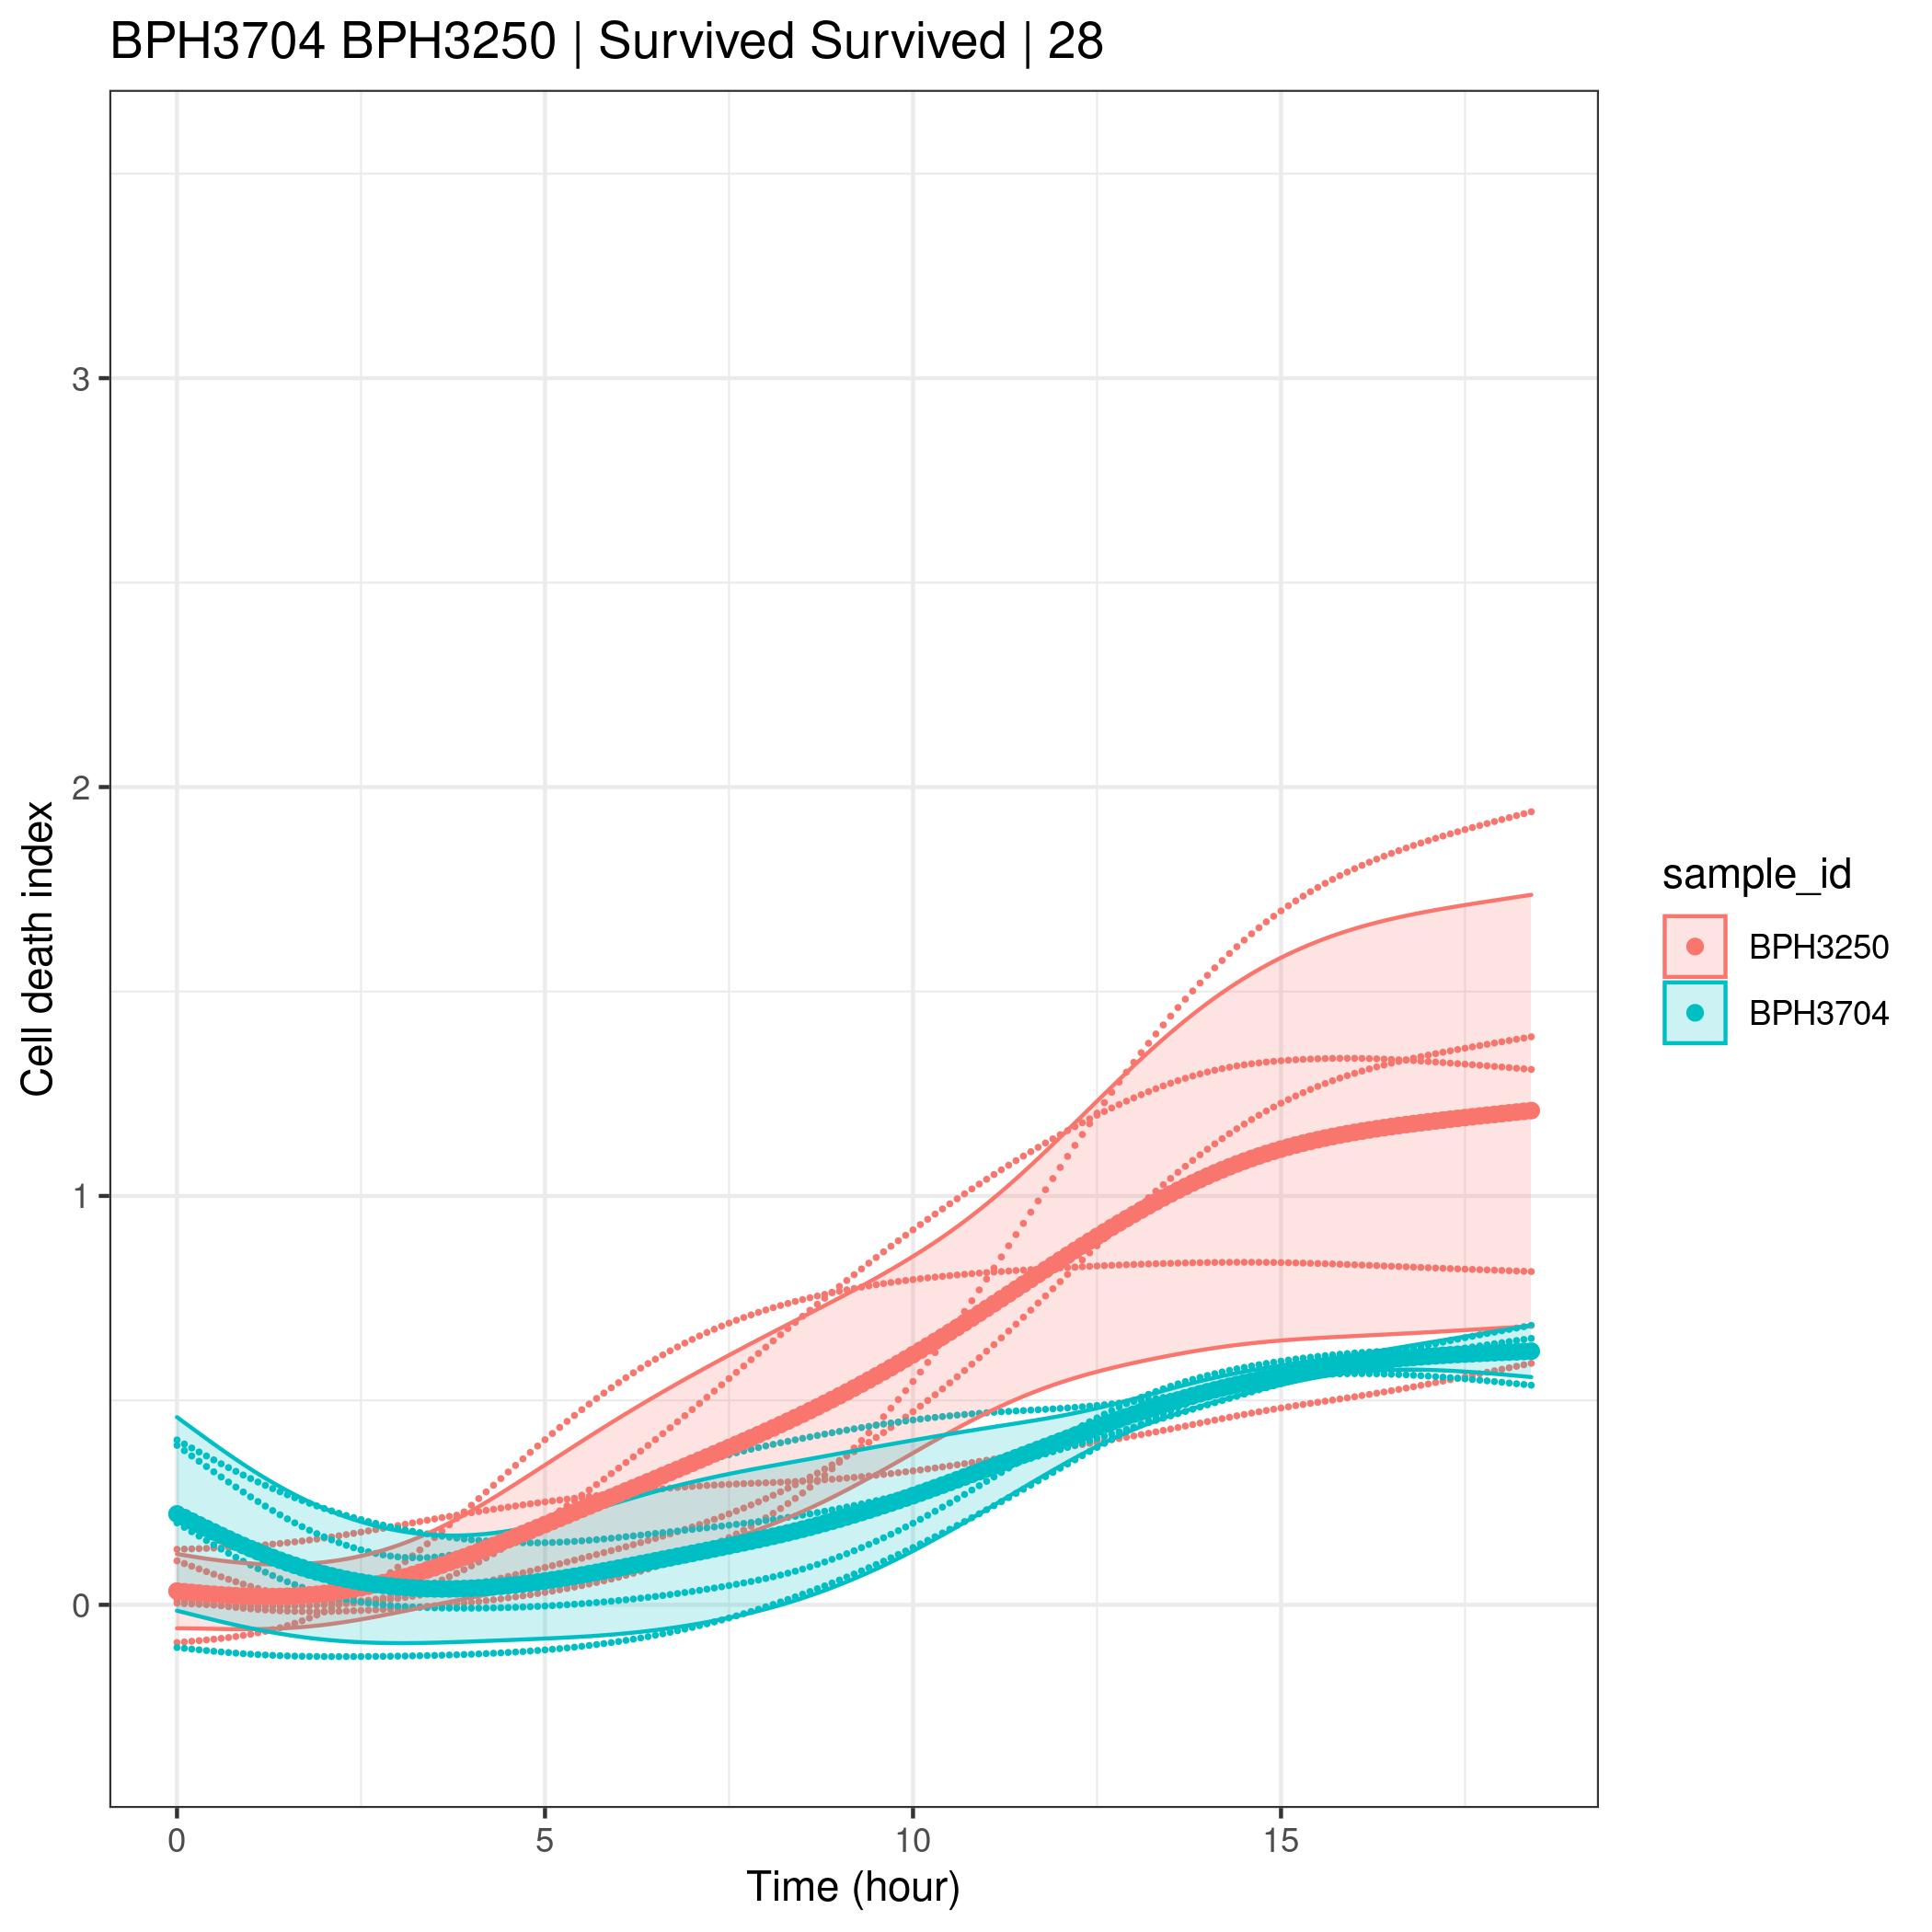 BPH3704 BPH3250 | Survived Survived | 28
Cell death index
3
2
1
0
0 5 10 15
Time (hour)
sample_id
BPH3250
BPH3704